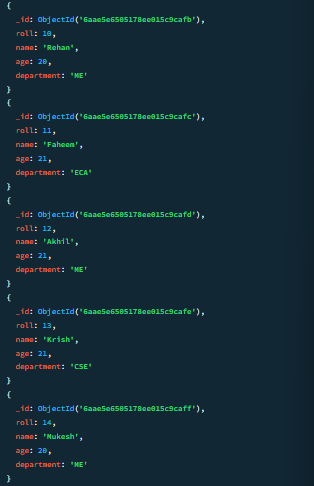 {
_id: ObjectId('6aae5e6505178ee015c9cafb'),
roll: 10,
name: 'Rehan',
age: 20,
department: 'ME'
}
{
_id: ObjectId('6aae5e6505178ee015c9cafc'),
roll: 11,
name: 'Faheem',
age: 21,
department: 'ECA'
}
{
_id: ObjectId('6aae5e6505178ee015c9cafd'),
roll: 12,
name: 'Akhil',
age: 21,
department: 'ME'
}
{
_id: ObjectId('6aae5e6505178ee015c9cafe'),
roll: 13,
name: 'Krish',
age: 21,
department: 'CSE'
}
{
_id: ObjectId('6aae5e6505178ee015c9caff'),
roll: 14,
name: 'Mukesh',
age: 20,
department: 'ME'
}